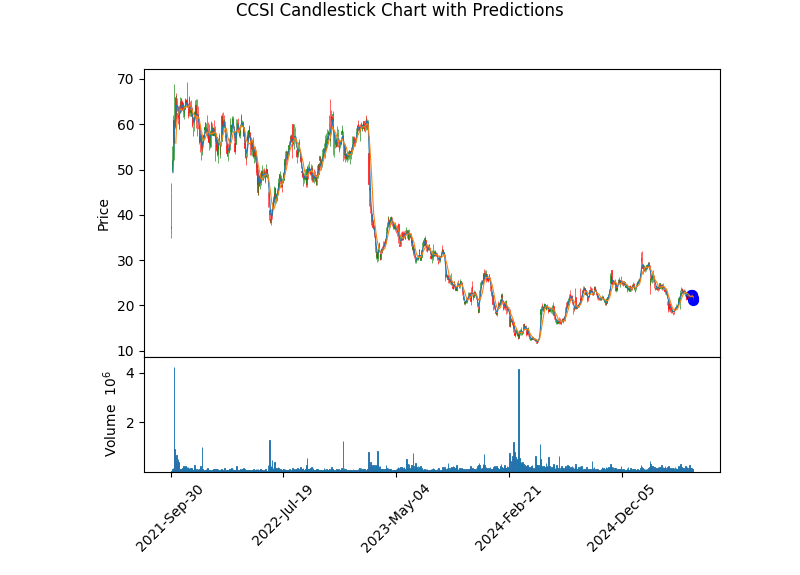 CCSI Candlestick Chart with Predictions
70
60
50
40
30
20
10
Price
4
2
Volume 10^6
2021-Sep-30
2022-Jul-19
2023-May-04
2024-Feb-21
2024-Dec-05